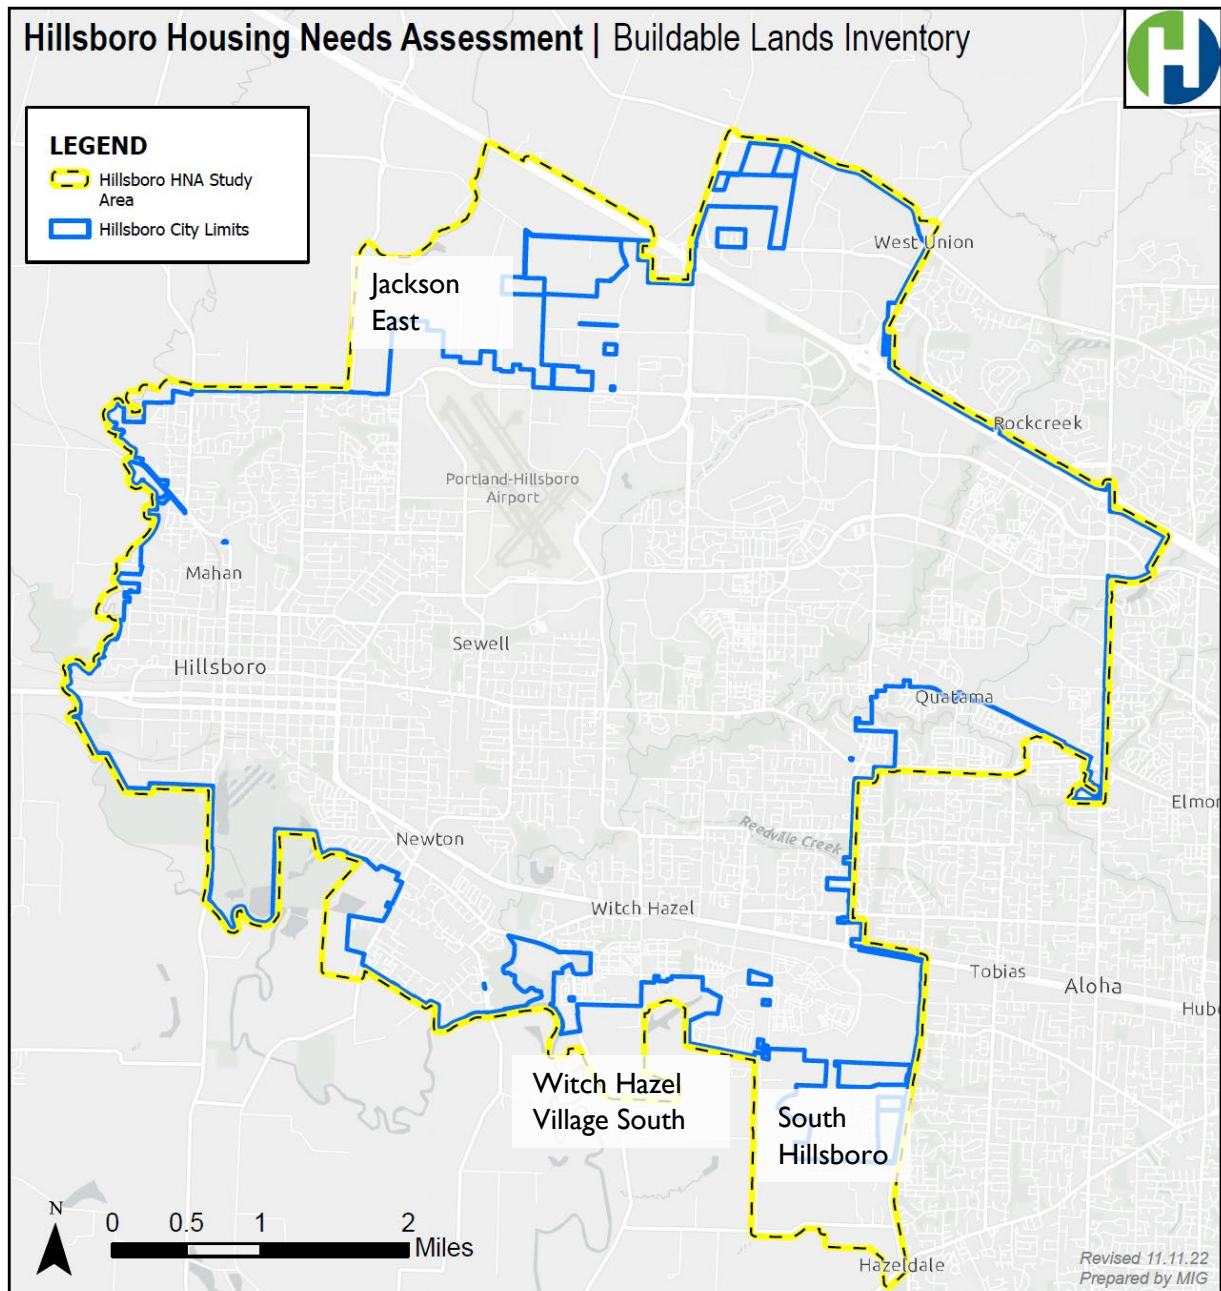 Hillsboro Housing Needs Assessment | Buildable Lands Inventory
H
LEGEND
Hillsboro HNA Study
Area
Hillsboro City Limits
West Union
Jackson
East
Rockcreek
Portland-Hillsboro
Airport
Mahan
Sewell
Hillsboro
Quatama
Elmon
Newton
Reedville Creek
Witch Hazel
Tobias
Aloha
Hube
Witch Hazel
Village South
South
Hillsboro
N
0 0.5 1 2
Miles
Hazeldale
Revised 11.11.22
Prepared by MIG